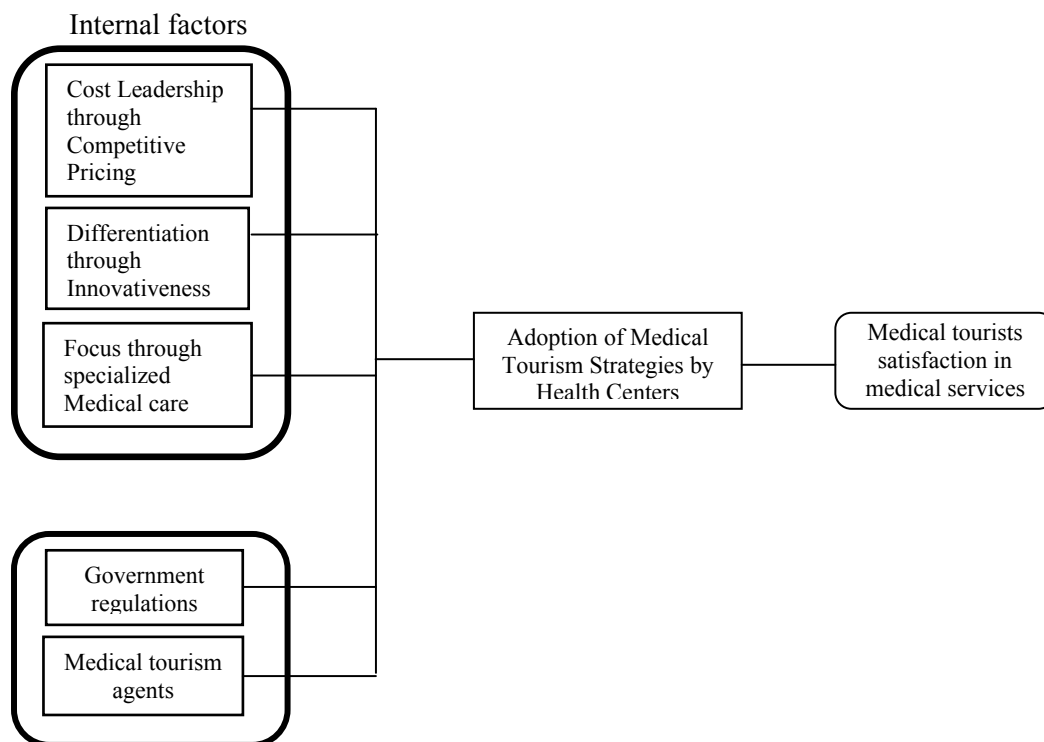 Internal factors
Cost Leadership
through
Competitive
Pricing
Differentiation
through
Innovativeness
Focus through
specialized
Medical care
Government
regulations
Medical tourism
agents
Adoption of Medical
Tourism Strategies by
Health Centers
Medical tourists
satisfaction in
medical services